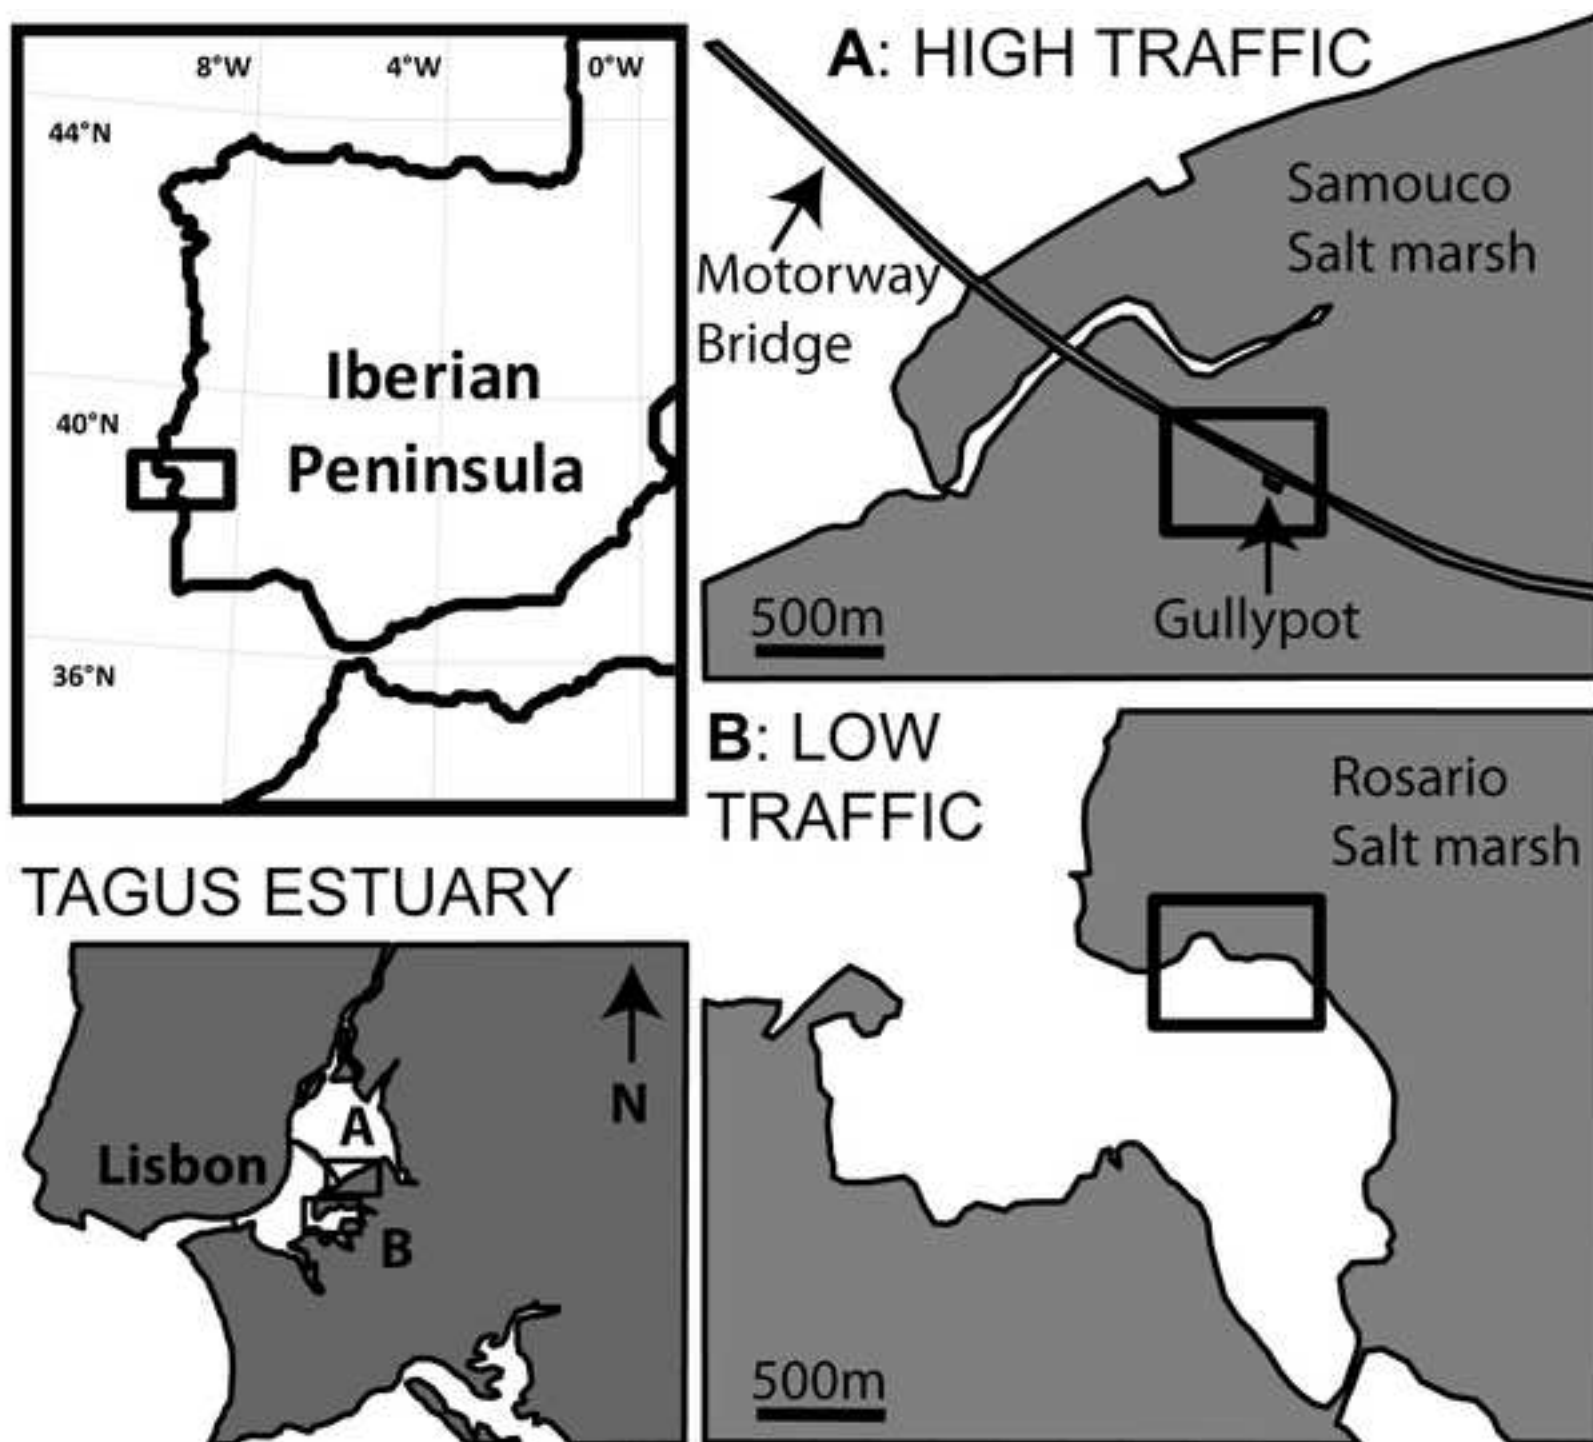 8°W
4°W
0°W
44°N
40°N
36°N
Iberian
Peninsula
A: HIGH TRAFFIC
Samouco
Salt marsh
Motorway
Bridge
500m
Gullypot
B: LOW
TRAFFIC
Rosario
Salt marsh
500m
TAGUS ESTUARY
N
A
Lisbon
B